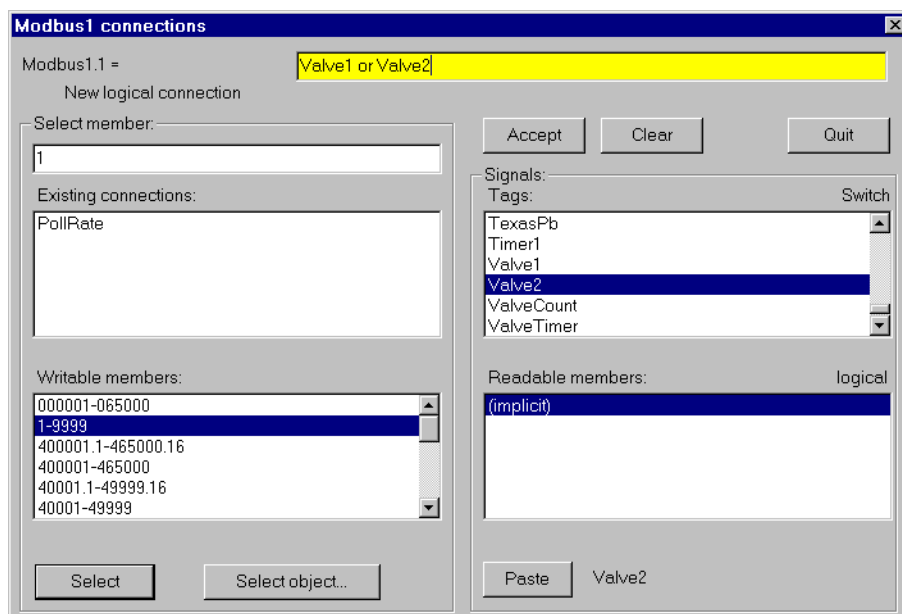 Modbus1 connections
Modbus1.1 =
Valve1 or Valve2
New logical connection
Select member:
1
Existing connections:
PollRate
Writable members:
000001-065000
1-9999
400001.1-465000.16
400001-465000
40001.1-49999.16
40001-49999
Select
Select object...
Accept
Clear
Quit
Signals:
Tags:
Switch
TexasPb
Timer1
Valve1
Valve2
ValveCount
ValveTimer
Readable members:
logical
(implicit)
Paste
Valve2